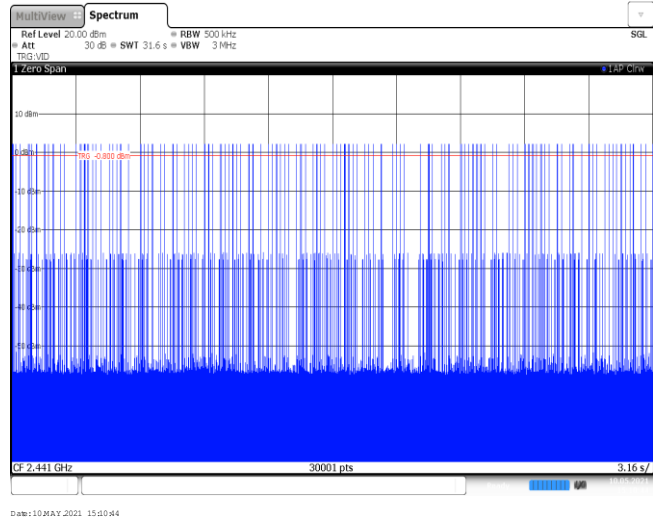 MultiView Spectrum
Ref Level 20.00 dBm RBW 500 kHz SGL
Att 30 dB SWT 31.6 s VBW 3 MHz
TRG:VID
1 Zero Span 1AP Clrw
10 dBm
0 dBm
TRG -0.800 dBm
-10 dBm
-20 dBm
-30 dBm
-40 dBm
-50 dBm
CF 2.441 GHz 30001 pts 3.16 s/
Date: 10.MAY.2021 15:10:44